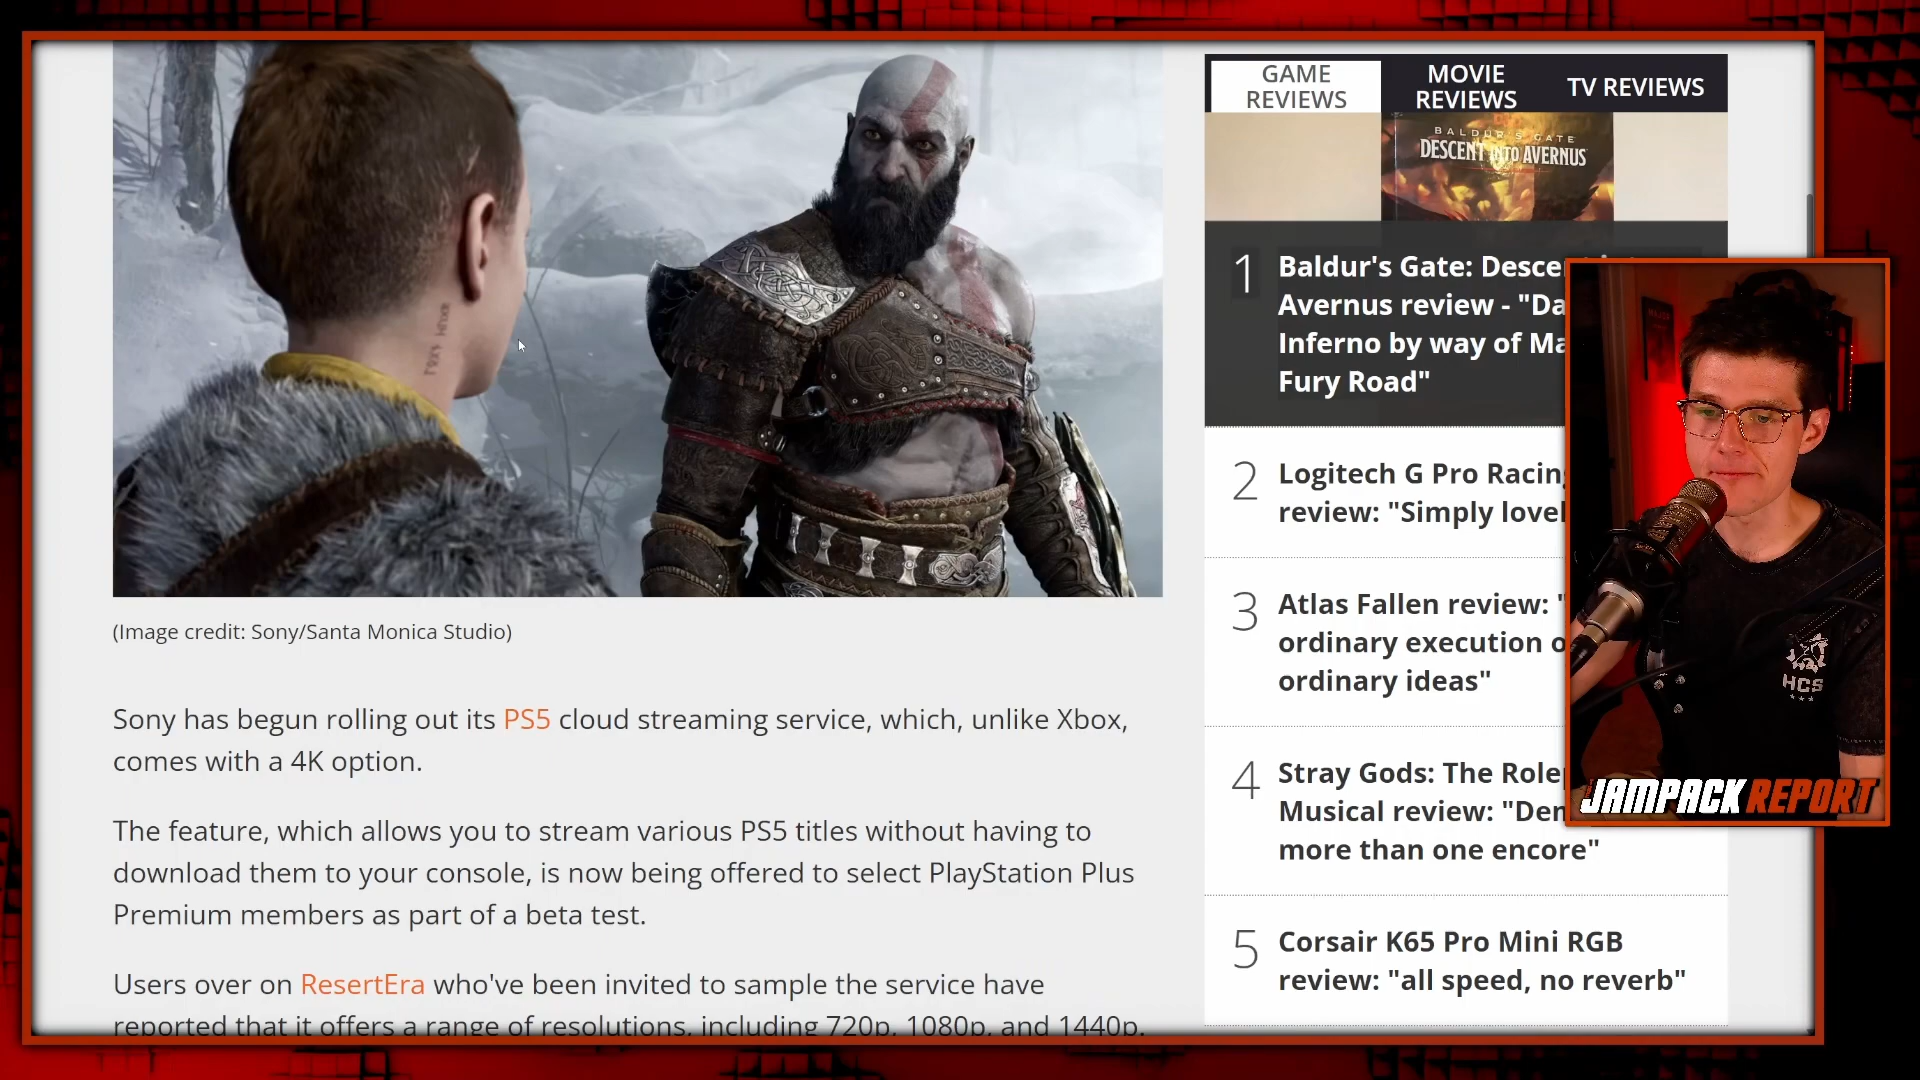 GAME
REVIEWS
MOVIE
REVIEWS
TV REVIEWS
BALDUR'S GATE
DESCENT INTO AVERNUS
1
Baldur's Gate: Desce
Avernus review - "Da
Inferno by way of Ma
Fury Road"
2
Logitech G Pro Racin
review: "Simply lovel
3
Atlas Fallen review: "
ordinary execution o
ordinary ideas"
4
Stray Gods: The Role
Musical review: "Den
more than one encore"
5
Corsair K65 Pro Mini RGB
review: "all speed, no reverb"
(Image credit: Sony/Santa Monica Studio)
Sony has begun rolling out its PS5 cloud streaming service, which, unlike Xbox,
comes with a 4K option.
The feature, which allows you to stream various PS5 titles without having to
download them to your console, is now being offered to select PlayStation Plus
Premium members as part of a beta test.
Users over on ResertEra who've been invited to sample the service have
reported that it offers a range of resolutions, including 720p, 1080p, and 1440p.
HCS
JAMPACK REPORT